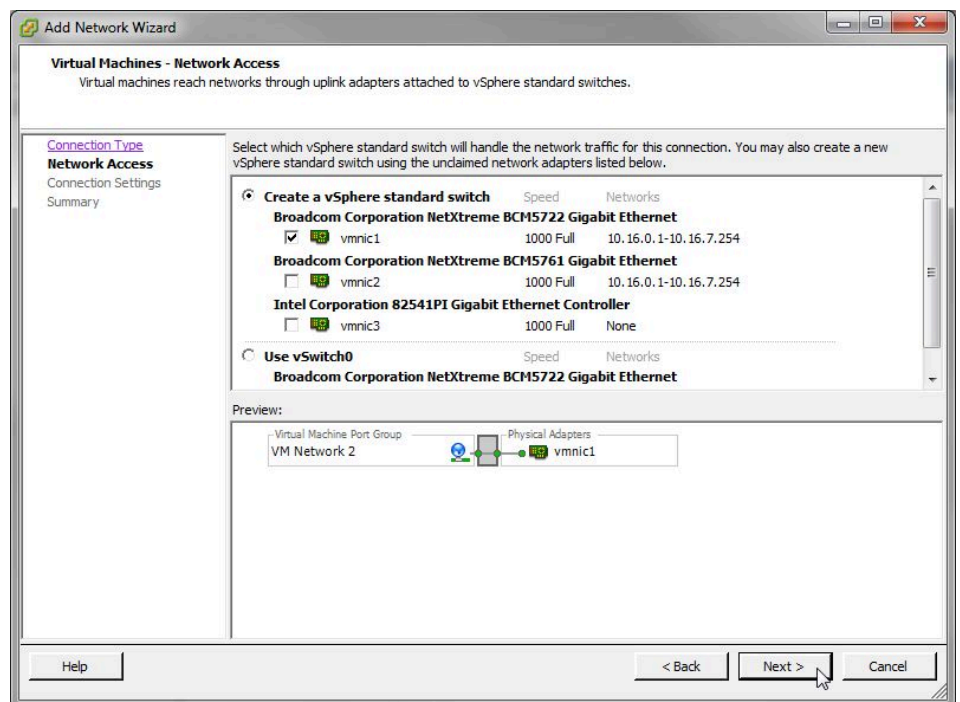 Add Network Wizard
Virtual Machines - Network Access
Virtual machines reach networks through uplink adapters attached to vSphere standard switches.
Connection Type
Network Access
Connection Settings
Summary
Select which vSphere standard switch will handle the network traffic for this connection. You may also create a new
vSphere standard switch using the unclaimed network adapters listed below.
Create a vSphere standard switch Speed Networks
Broadcom Corporation NetXtreme BCM5722 Gigabit Ethernet
vmnic1 1000 Full 10.16.0.1-10.16.7.254
Broadcom Corporation NetXtreme BCM5761 Gigabit Ethernet
vmnic2 1000 Full 10.16.0.1-10.16.7.254
Intel Corporation 82541PI Gigabit Ethernet Controller
vmnic3 1000 Full None
Use vSwitch0 Speed Networks
Broadcom Corporation NetXtreme BCM5722 Gigabit Ethernet
Preview:
Virtual Machine Port Group Physical Adapters
VM Network 2 vmnic1
Help < Back Next > Cancel